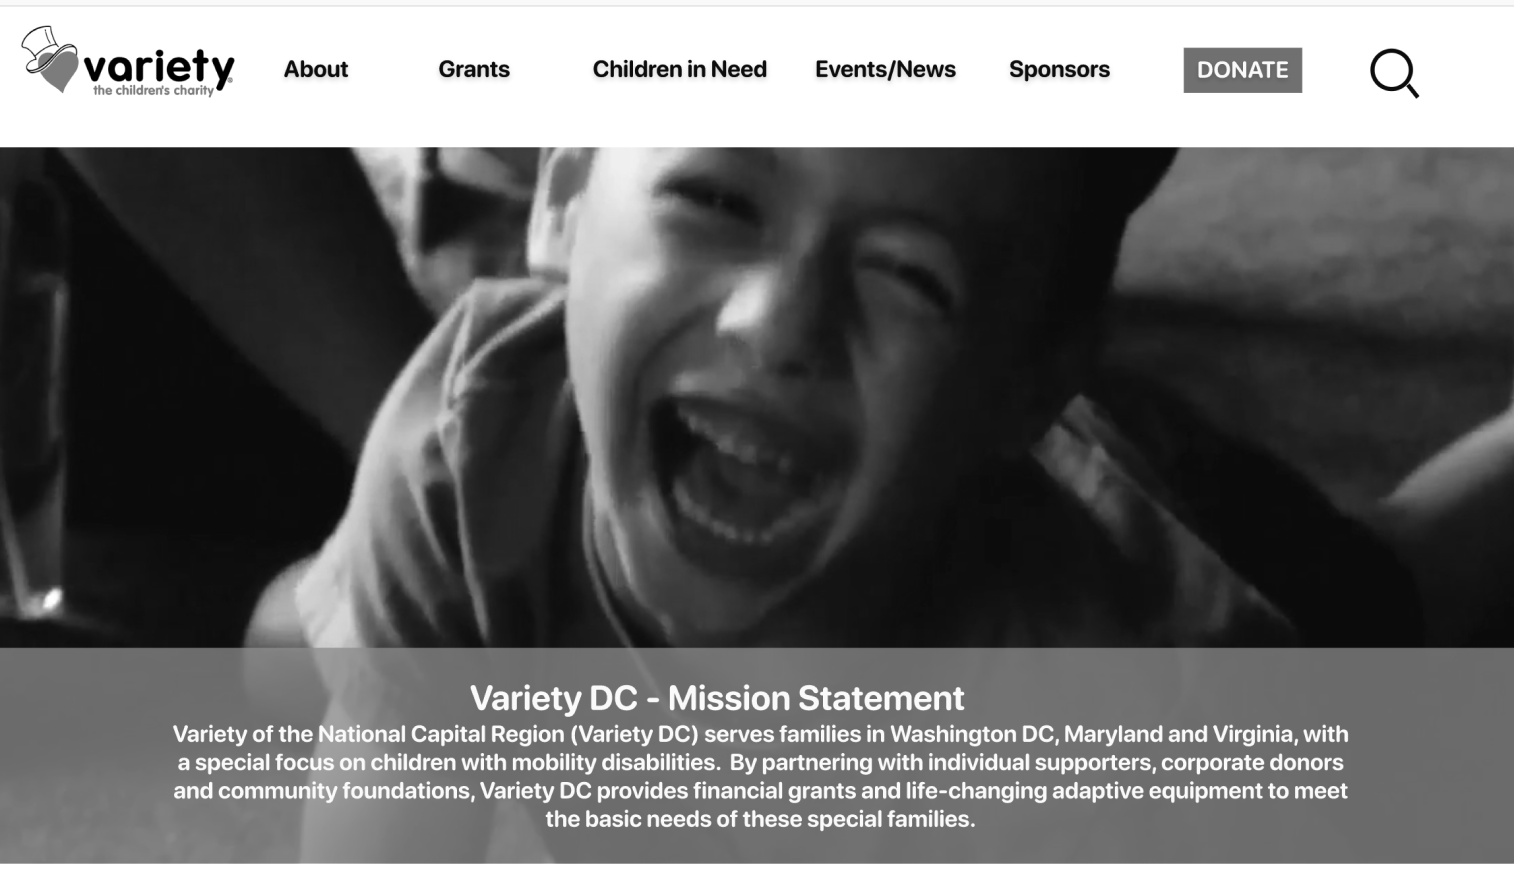 variety
the children's charity
About
Grants
Children in Need
Events/News
Sponsors
DONATE
Variety DC - Mission Statement
Variety of the National Capital Region (Variety DC) serves families in Washington DC, Maryland and Virginia, with
a special focus on children with mobility disabilities. By partnering with individual supporters, corporate donors
and community foundations, Variety DC provides financial grants and life-changing adaptive equipment to meet
the basic needs of these special families.